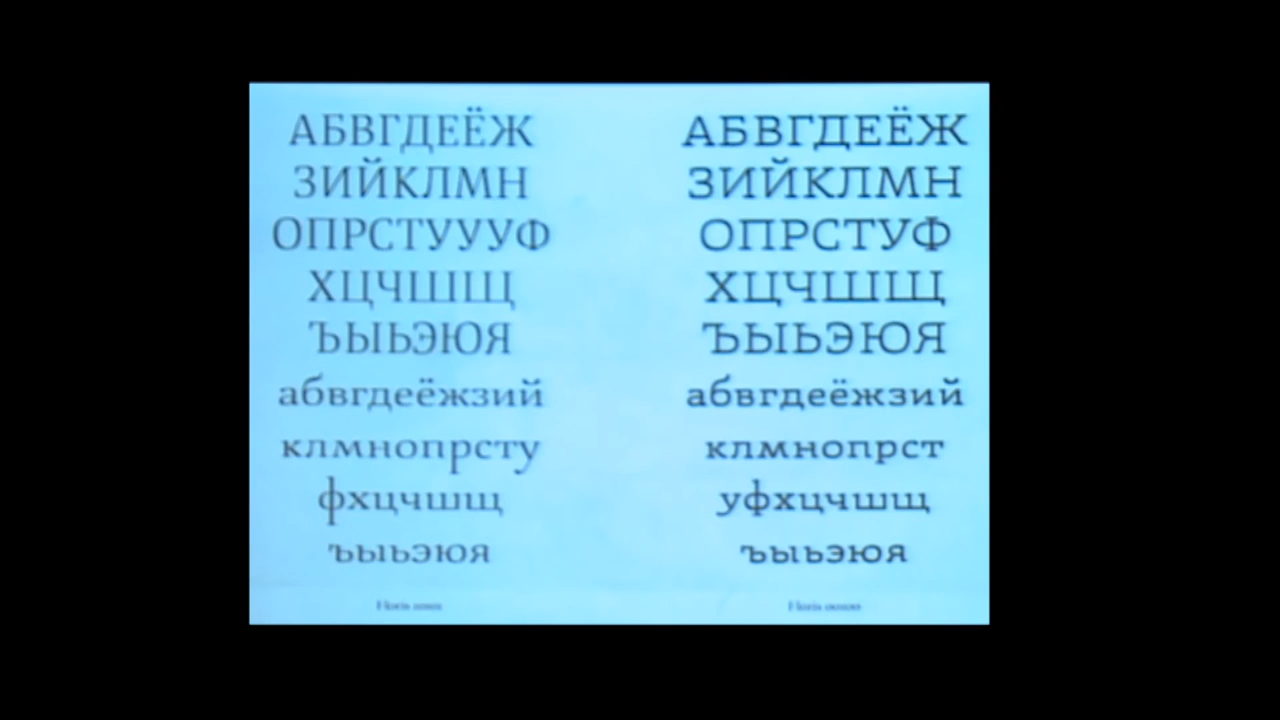 АБВГДЕЁЖ
ЗИЙКЛМН
ОПРСТУУУФ
ХЦЧШЩ
ЪЫЬЭЮЯ
абвгдеёжзий
клмнопрсту
фхцчшщ
ъыьэюя
АБВГДЕЁЖ
ЗИЙКЛМН
ОПРСТУФ
ХЦЧШЩ
ЪЫЬЭЮЯ
абвгдеёжзий
клмнопрст
уфхцчшщ
ъыьэюя